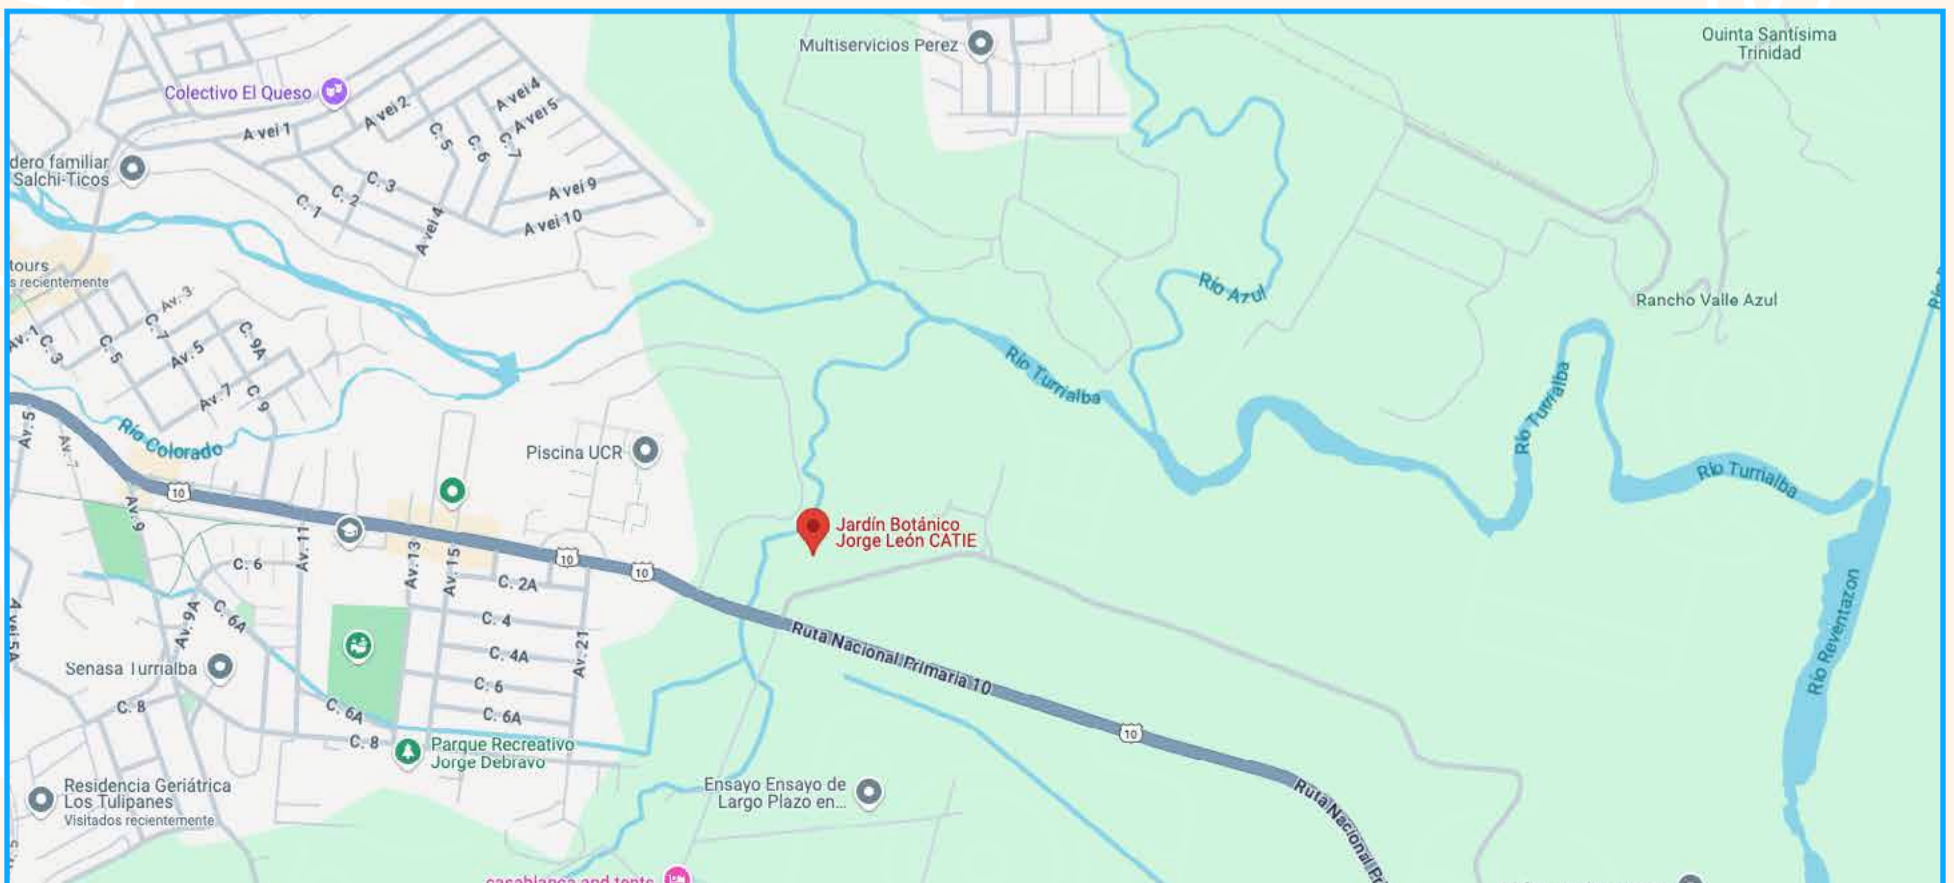 Multiservicios Perez
Quinta Santísima
Trinidad
Colectivo El Queso
A vei 4
A vei 2
A vei 5
A vei 1
C. 5
C. 6
C. 7
dero familiar
Salchi-Ticos
C. 3
C. 2
C. 1
A vei 9
A vei 10
A vei 4
tours
s recientemente
Río Azul
Rancho Valle Azul
Av. 3
Av. 1
C. 3
C. 5
C. 7
Av. 5
C. 9A
Av. 7
C. 9
Río Turrialba
Río Turrialba
Río Turrialba
Av. 5
Av. 7
Río Colorado
Piscina UCR
10
Av. 9
Jardín Botánico
Jorge León CATIE
Av. 11
Av. 13
Av. 15
10
10
C. 6
C. 2A
A vei 5A
Av. 9A
C. 6A
C. 4
C. 4A
Av. 21
Ruta Nacional Primaria 10
Río Reventazon
Senasa Turrialba
C. 6
C. 6A
C. 8
C. 6A
C. 8
10
Parque Recreativo
Jorge Debravo
Residencia Geriátrica
Los Tulipanes
Visitados recientemente
Ensayo Ensayo de
Largo Plazo en...
Ruta Nacional Pr
casablanca and tents